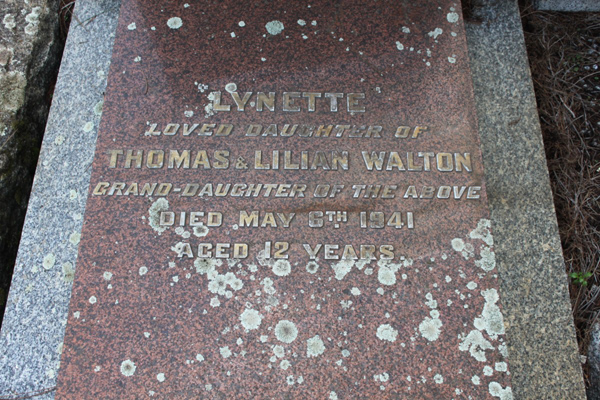 LYNETTE
LOVED DAUGHTER OF
THOMAS & LILIAN WALTON
GRAND-DAUGHTER OF THE ABOVE
DIED MAY 6TH 1941
AGED 12 YEARS.